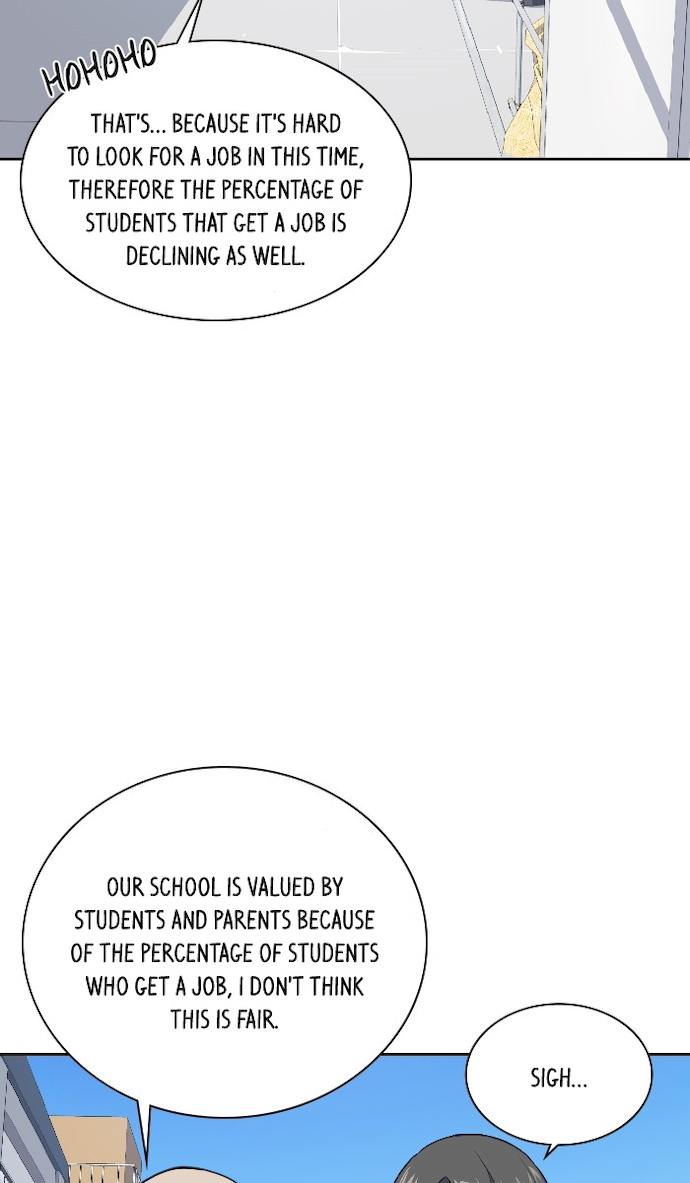 HOHOHO
THAT'S... BECAUSE IT'S HARD
TO LOOK FOR A JOB IN THIS TIME,
THEREFORE THE PERCENTAGE OF
STUDENTS THAT GET A JOB IS
DECLINING AS WELL.
OUR SCHOOL IS VALUED BY
STUDENTS AND PARENTS BECAUSE
OF THE PERCENTAGE OF STUDENTS
WHO GET A JOB, I DON'T THINK
THIS IS FAIR.
SIGH...